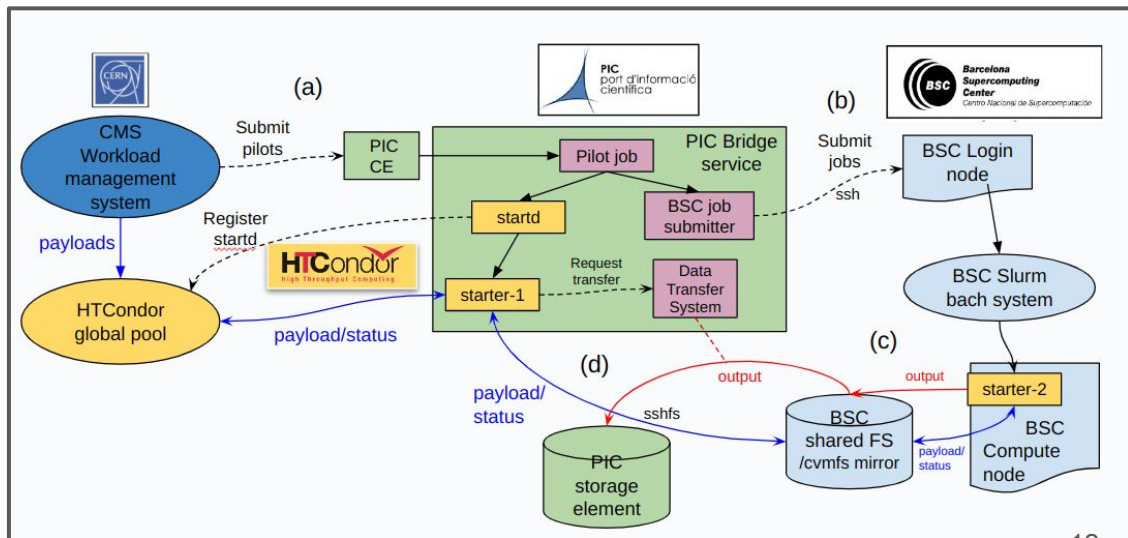 CERN
(a)
PIC
port d'informació
científica
(b)
BSC
Barcelona
Supercomputing
Center
Centro Nacional de Supercomputación
CMS
Workload
management
system
Submit
pilots
PIC
CE
Pilot job
PIC Bridge
service
Submit
jobs
ssh
BSC Login
node
startd
BSC job
submitter
Register
startd
payloads
HTCondor
High Throughput Computing
Request
transfer
starter-1
Data
Transfer
System
BSC Slurm
bach system
HTCondor
global pool
payload/status
(d)
(c)
output
output
starter-2
payload/
status
sshfs
BSC
shared FS
/cvmfs mirror
payload/
status
BSC
Compute
node
PIC
storage
element